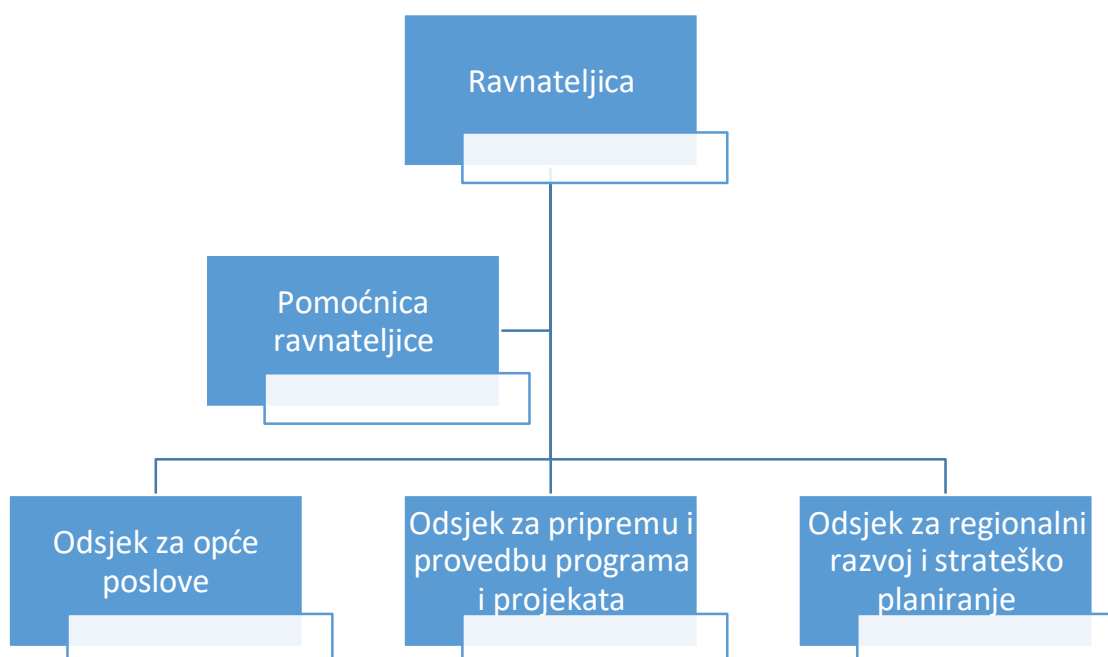 Ravnateljica
Pomoćnica
ravnateljice
Odsjek za opće
poslove
Odsjek za pripremu i
provedbu programa
i projekata
Odsjek za regionalni
razvoj i strateško
planiranje